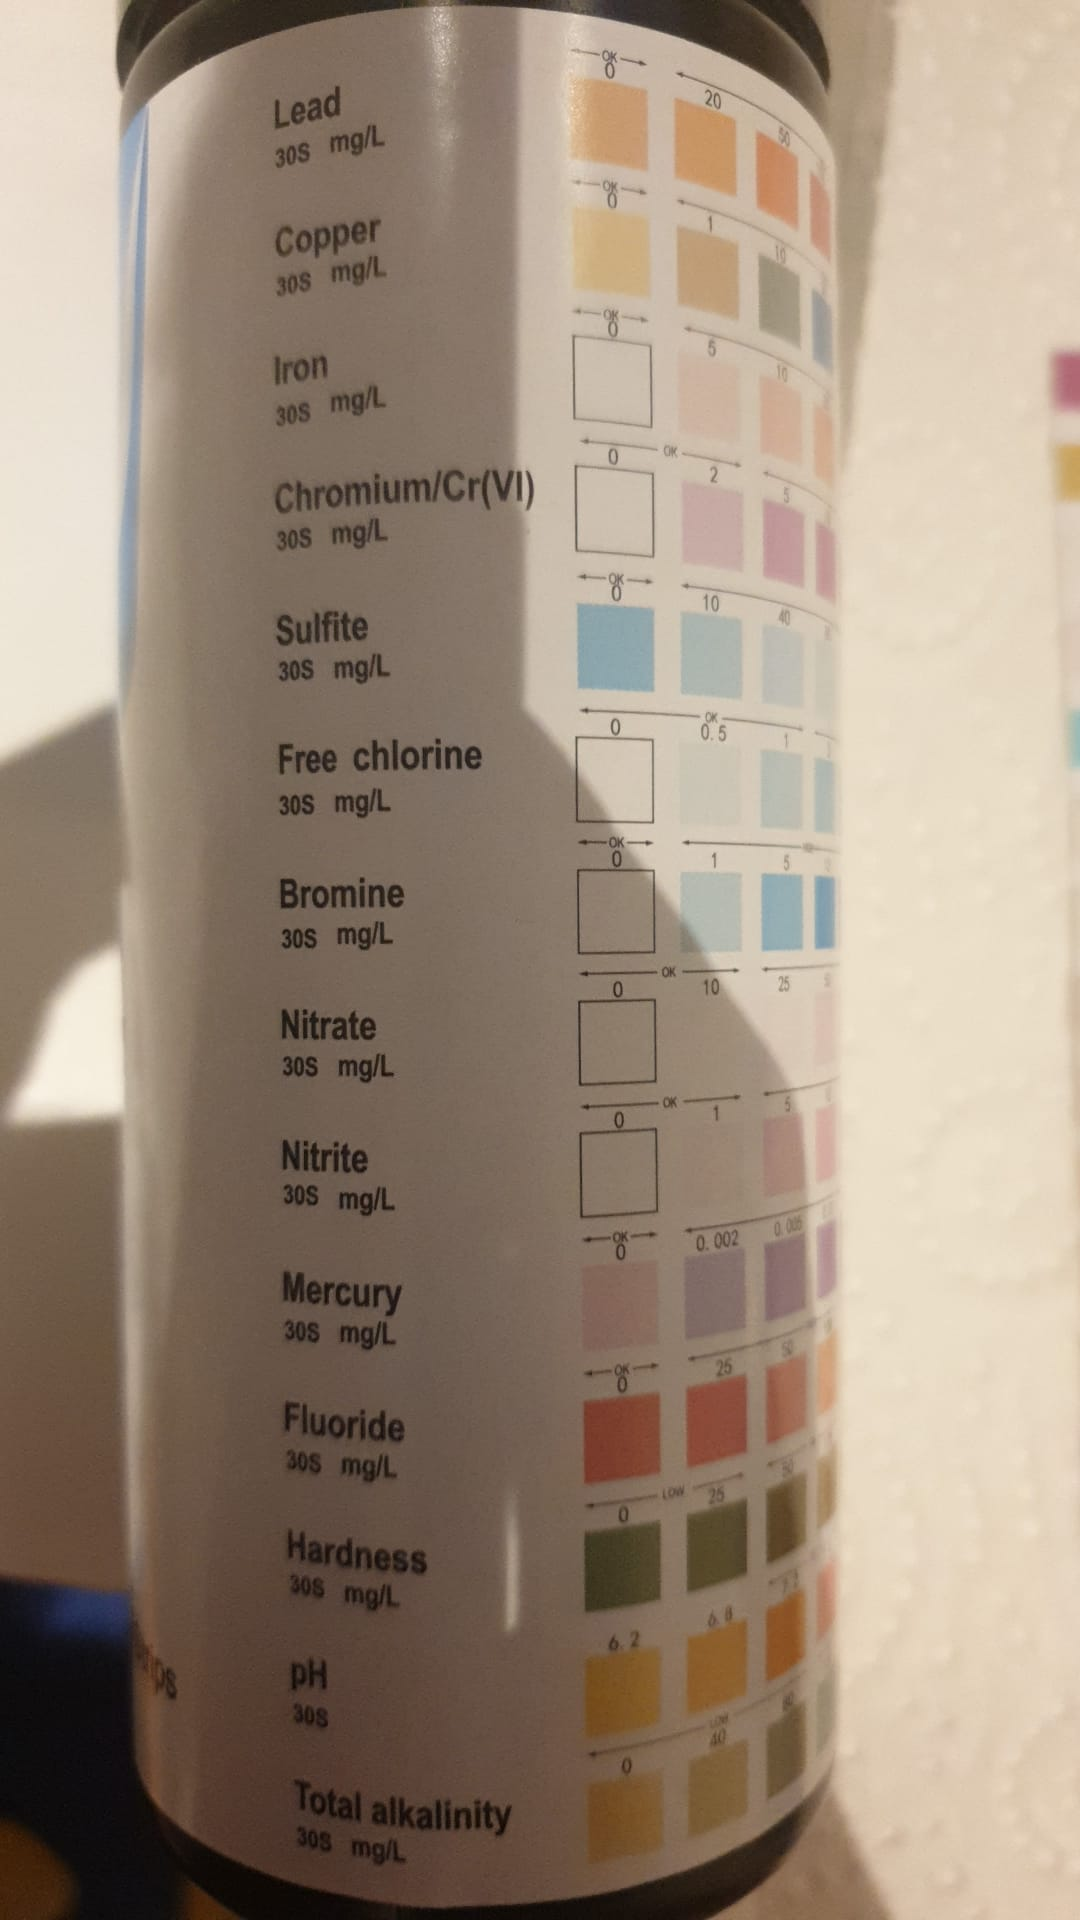 OK
Lead 0 20 50
30S mg/L
OK
Copper 0 1 10
30S mg/L
OK
Iron 0 5 10
30S mg/L
OK
Chromium/Cr(VI) 0 2 5
30S mg/L
OK
Sulfite 0 10 40
30S mg/L
OK
Free chlorine 0 0.5 1
30S mg/L
OK
Bromine 0 1 5
30S mg/L
OK
Nitrate 0 10 25
30S mg/L
OK
Nitrite 0 1 5
30S mg/L
OK
Mercury 0 0.002 0.005
30S mg/L
OK
Fluoride 0 25 50
30S mg/L
LOW
Hardness 0 25 50
30S mg/L
pH 6.2 6.8
30S
LOW
Total alkalinity 0 40 80
30S mg/L